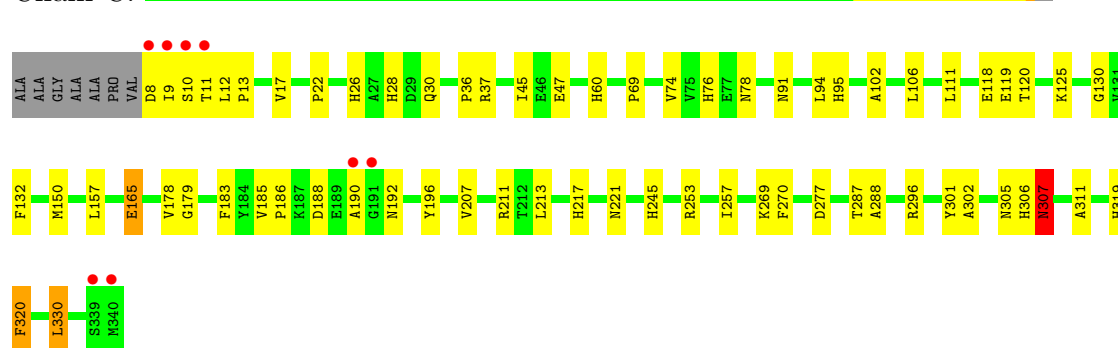 ALA ALA GLY ALA ALA PRO VAL D8 I9 S10 T11 L12 P13 V17 P22 H26 A27 H28 D29 Q30 P36 R37 I45 E46 E47 H60 P69 V74 V75 H76 E77 N78 N91 L94 H95 A102 L106 L111 E118 E119 T120 K125 G130 V131
F132 M150 L157 E165 V178 G179 F183 Y184 V185 P186 K187 D188 E189 A190 G191 N192 Y196 V207 R211 T212 L213 H217 N221 H245 R253 I257 K269 F270 D277 T287 A288 R296 Y301 A302 N305 H306 N307 A311 H319
F320 L330 S339 M340